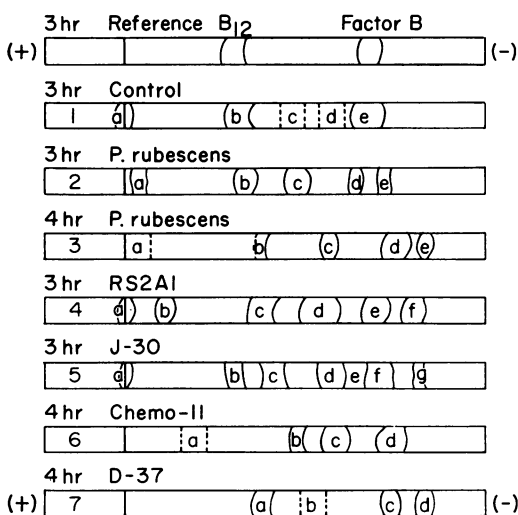 3 hr Reference B12 Factor B
(+) (-)
3 hr Control
1 a b c d e
3 hr P. rubescens
2 a b c d e
4 hr P. rubescens
3 a b c d e
3 hr RS2A1
4 a b c d e f
3 hr J-30
5 a b c d e f g
4 hr Chemo-11
6 a b c d
4 hr D-37
(+) 7 a b c d (-)